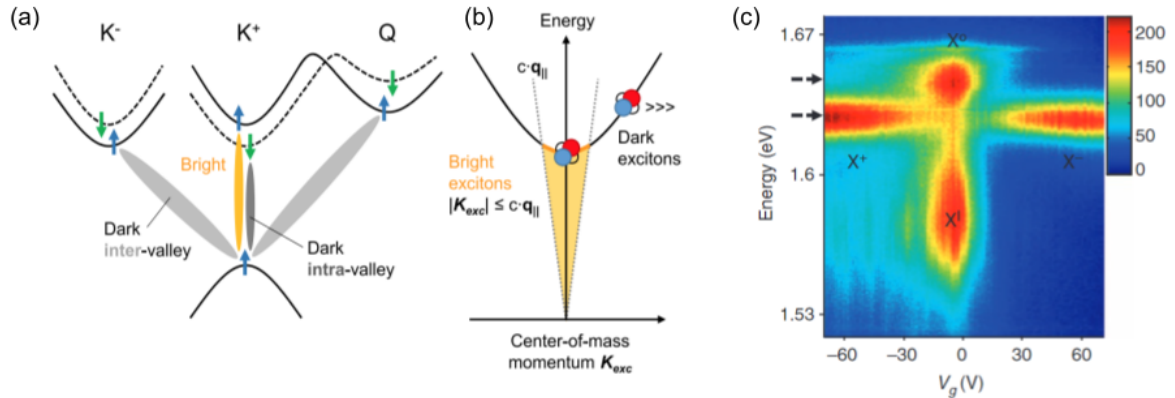 (a)
K⁻
K⁺
Q
Bright
Dark
inter-valley
Dark
intra-valley
(b)
Energy
c·q||
>>>
Dark
excitons
Bright
excitons
|Kexc| ≤ c·q||
Center-of-mass
momentum Kexc
(c)
1.67
1.6
1.53
Energy (eV)
Xᵒ
X⁺
X⁻
Xᴵ
200
150
100
50
0
−60
−30
0
30
60
Vg (V)